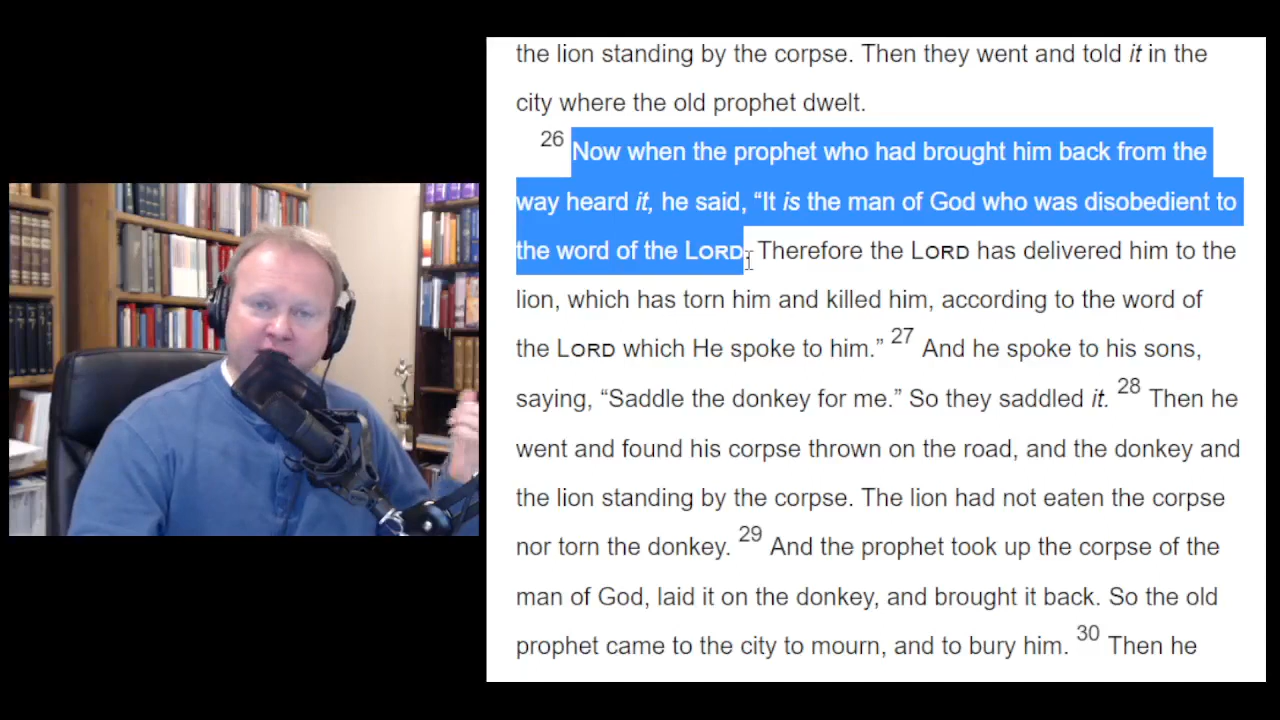 the lion standing by the corpse. Then they went and told it in the
city where the old prophet dwelt.
26 Now when the prophet who had brought him back from the
way heard it, he said, “It is the man of God who was disobedient to
the word of the LORD. Therefore the LORD has delivered him to the
lion, which has torn him and killed him, according to the word of
the LORD which He spoke to him.” 27 And he spoke to his sons,
saying, “Saddle the donkey for me.” So they saddled it. 28 Then he
went and found his corpse thrown on the road, and the donkey and
the lion standing by the corpse. The lion had not eaten the corpse
nor torn the donkey. 29 And the prophet took up the corpse of the
man of God, laid it on the donkey, and brought it back. So the old
prophet came to the city to mourn, and to bury him. 30 Then he